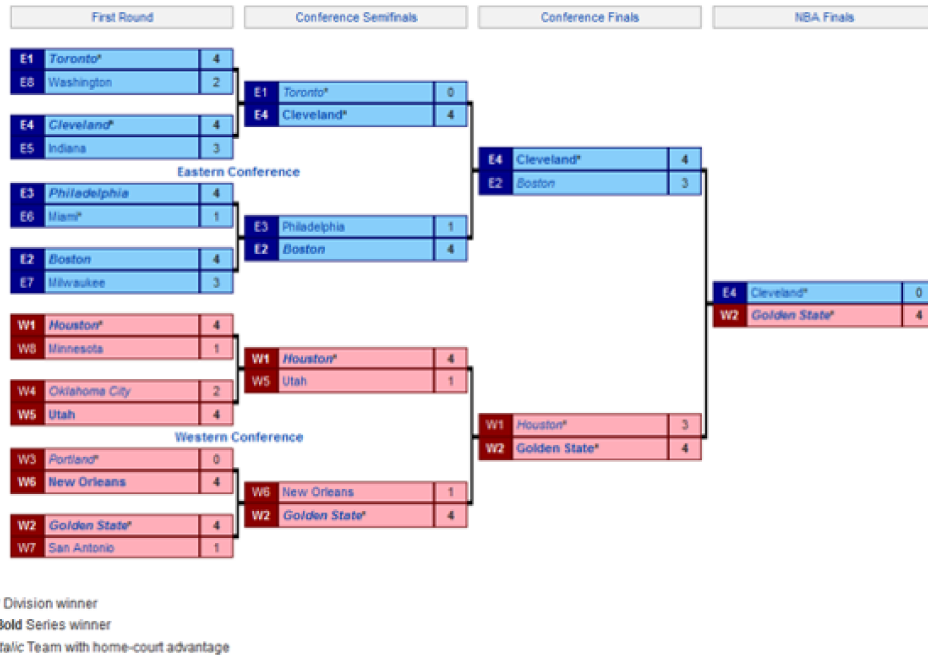 First Round
Conference Semifinals
Conference Finals
NBA Finals
E1 Toronto* 4
E8 Washington 2
E1 Toronto* 0
E4 Cleveland* 4
E4 Cleveland* 4
E5 Indiana 3
E4 Cleveland* 4
E2 Boston 3
Eastern Conference
E3 Philadelphia 4
E6 Miami* 1
E3 Philadelphia 1
E2 Boston 4
E2 Boston 4
E7 Milwaukee 3
E4 Cleveland* 0
W2 Golden State* 4
W1 Houston* 4
W8 Minnesota 1
W1 Houston* 4
W5 Utah 1
W4 Oklahoma City 2
W5 Utah 4
W1 Houston* 3
W2 Golden State* 4
Western Conference
W3 Portland* 0
W6 New Orleans 4
W6 New Orleans 1
W2 Golden State* 4
W2 Golden State* 4
W7 San Antonio 1
* Division winner
Bold Series winner
Italic Team with home-court advantage